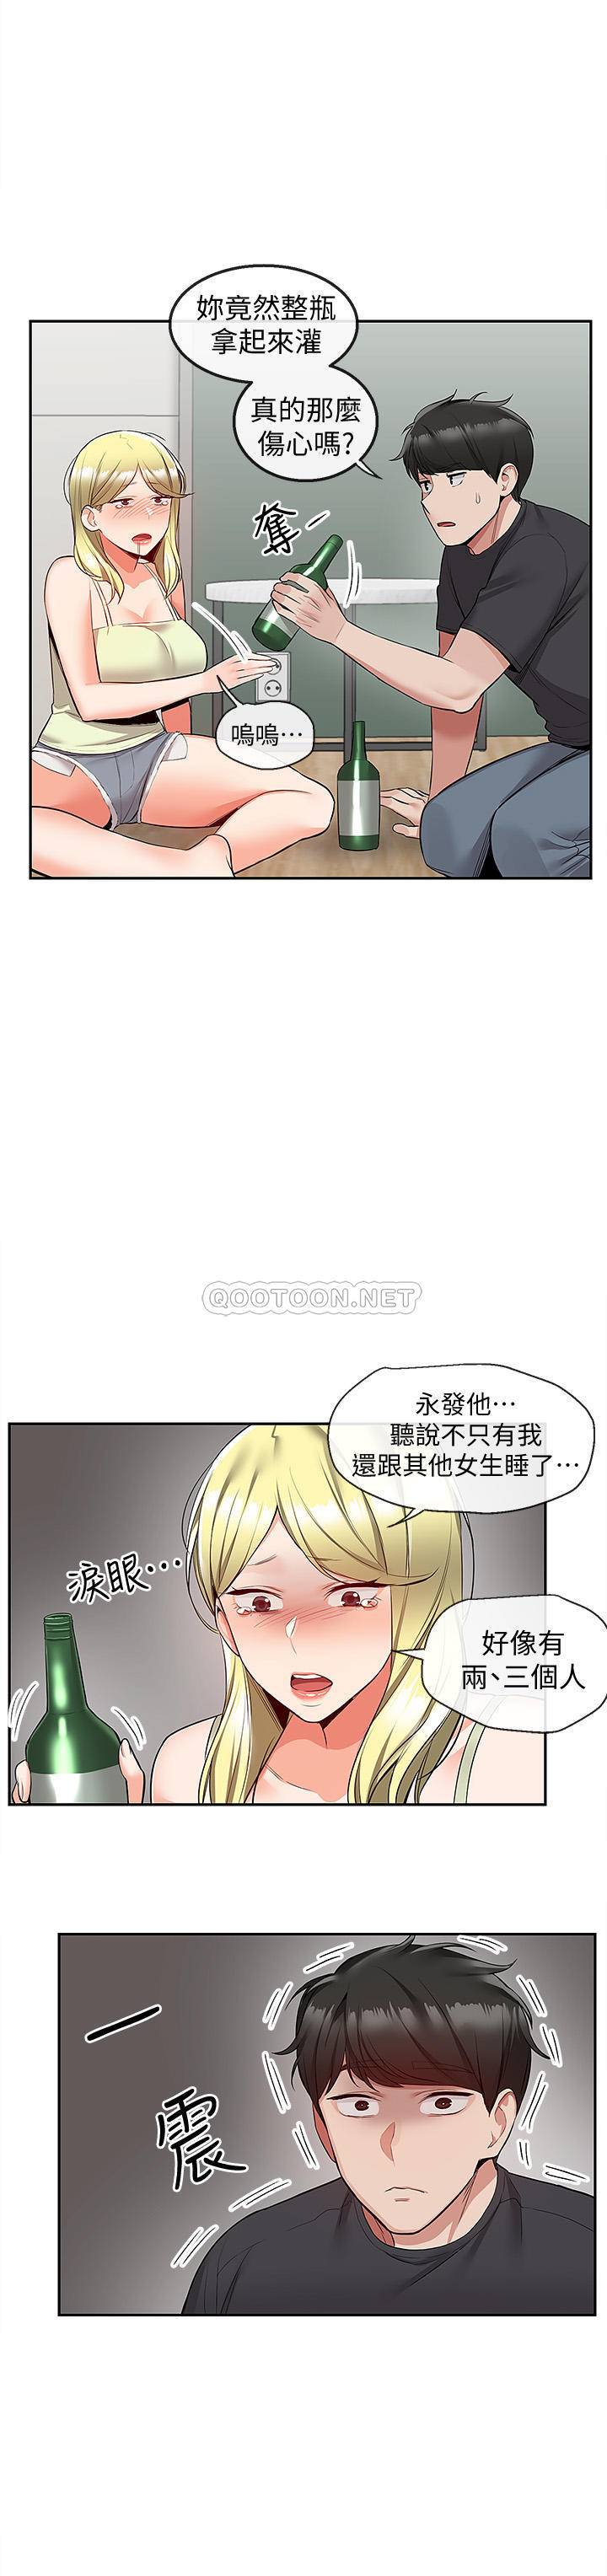 妳竟然整瓶
拿起來灌
真的那麼
傷心嗎?
奪-
嗚嗚…
QOOTOON.NET
永發他…
聽說不只有我
還跟其他女生睡了…
淚眼…
好像有
兩、三個人
震